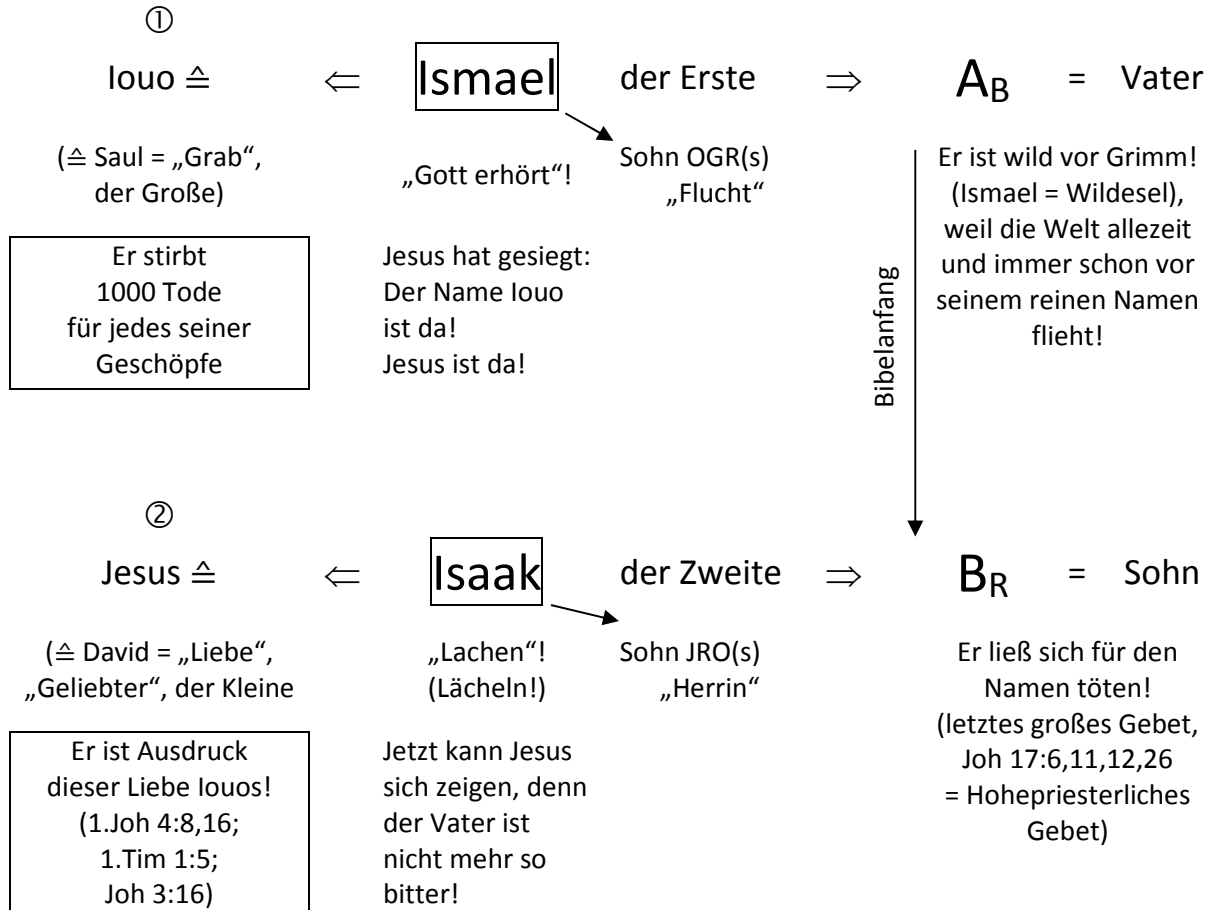 ①
Iouo ≙ ⇐ Ismael der Erste ⇒ AB = Vater
(≙ Saul = „Grab“,
der Große)
„Gott erhört“!
Sohn OGR(s)
„Flucht“
Er ist wild vor Grimm!
(Ismael = Wildesel),
weil die Welt allezeit
und immer schon vor
seinem reinen Namen
flieht!
Er stirbt
1000 Tode
für jedes seiner
Geschöpfe
Jesus hat gesiegt:
Der Name Iouo
ist da!
Jesus ist da!
Bibelanfang
②
Jesus ≙ ⇐ Isaak der Zweite ⇒ BR = Sohn
(≙ David = „Liebe“,
„Geliebter“, der Kleine
„Lachen“!
(Lächeln!)
Sohn JRO(s)
„Herrin“
Er ließ sich für den
Namen töten!
(letztes großes Gebet,
Joh 17:6,11,12,26
= Hohepriesterliches
Gebet)
Er ist Ausdruck
dieser Liebe Iouos!
(1.Joh 4:8,16;
1.Tim 1:5;
Joh 3:16)
Jetzt kann Jesus
sich zeigen, denn
der Vater ist
nicht mehr so
bitter!